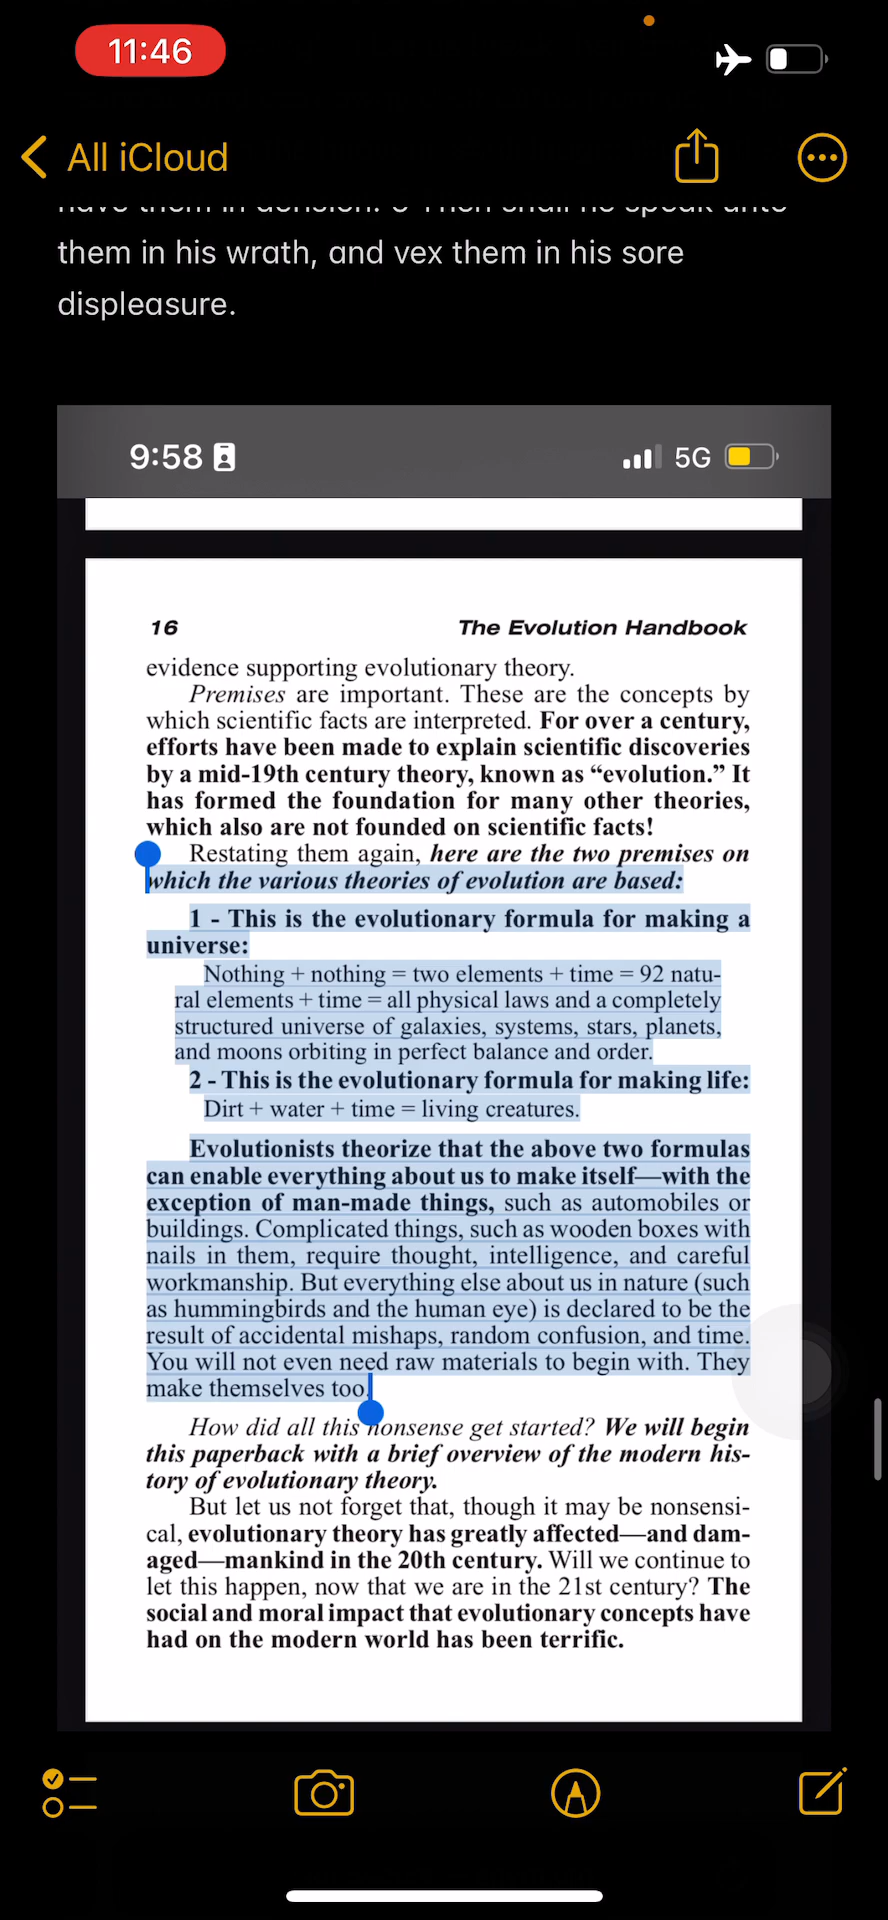 11:46
All iCloud
them in his wrath, and vex them in his sore
displeasure.
9:58
5G
16 The Evolution Handbook
evidence supporting evolutionary theory.
Premises are important. These are the concepts by
which scientific facts are interpreted. For over a century,
efforts have been made to explain scientific discoveries
by a mid-19th century theory, known as “evolution.” It
has formed the foundation for many other theories,
which also are not founded on scientific facts!
Restating them again, here are the two premises on
which the various theories of evolution are based:
1 - This is the evolutionary formula for making a
universe:
Nothing + nothing = two elements + time = 92 natu-
ral elements + time = all physical laws and a completely
structured universe of galaxies, systems, stars, planets,
and moons orbiting in perfect balance and order.
2 - This is the evolutionary formula for making life:
Dirt + water + time = living creatures.
Evolutionists theorize that the above two formulas
can enable everything about us to make itself—with the
exception of man-made things, such as automobiles or
buildings. Complicated things, such as wooden boxes with
nails in them, require thought, intelligence, and careful
workmanship. But everything else about us in nature (such
as hummingbirds and the human eye) is declared to be the
result of accidental mishaps, random confusion, and time.
You will not even need raw materials to begin with. They
make themselves too.
How did all this nonsense get started? We will begin
this paperback with a brief overview of the modern his-
tory of evolutionary theory.
But let us not forget that, though it may be nonsensi-
cal, evolutionary theory has greatly affected—and dam-
aged—mankind in the 20th century. Will we continue to
let this happen, now that we are in the 21st century? The
social and moral impact that evolutionary concepts have
had on the modern world has been terrific.